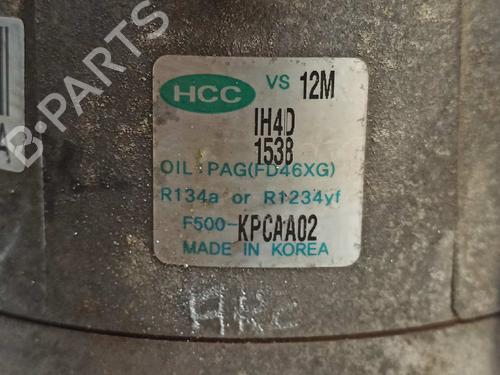 B-PARTS
HCC VS 12M
IH4D
1538
OIL : PAG(FD46XG)
R134a or R1234yf
F500-KPCAA02
MADE IN KOREA